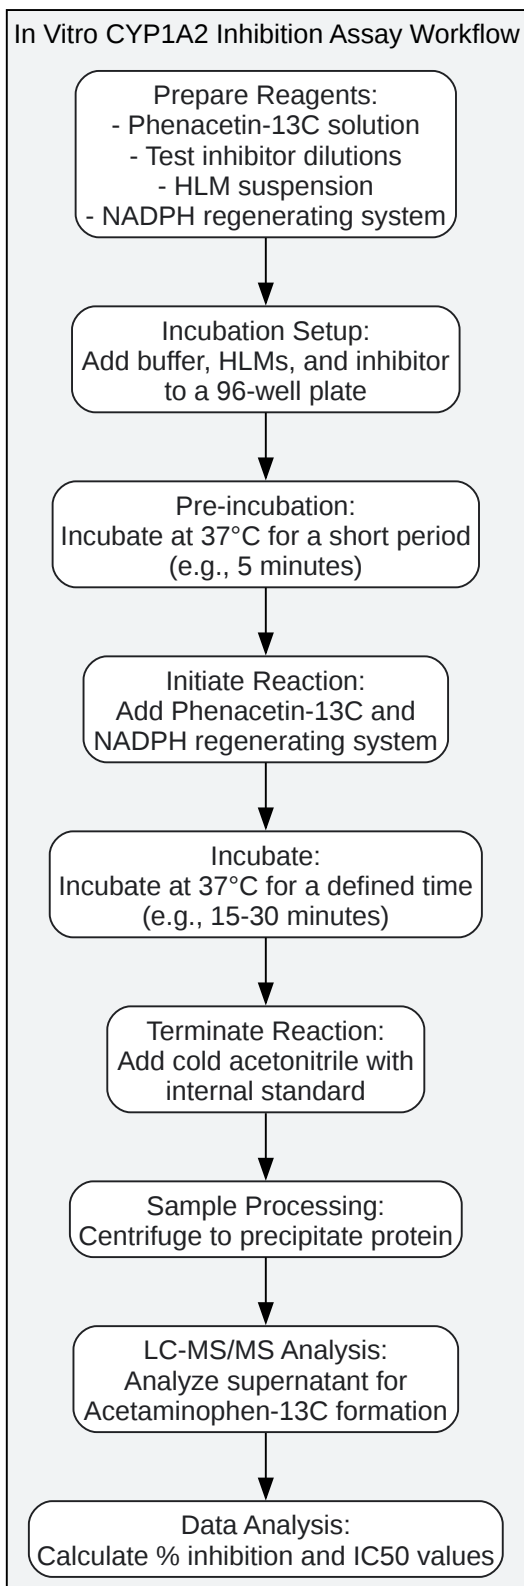 In Vitro CYP1A2 Inhibition Assay Workflow
Prepare Reagents:
- Phenacetin-13C solution
- Test inhibitor dilutions
- HLM suspension
- NADPH regenerating system
Incubation Setup:
Add buffer, HLMs, and inhibitor
to a 96-well plate
Pre-incubation:
Incubate at 37°C for a short period
(e.g., 5 minutes)
Initiate Reaction:
Add Phenacetin-13C and
NADPH regenerating system
Incubate:
Incubate at 37°C for a defined time
(e.g., 15-30 minutes)
Terminate Reaction:
Add cold acetonitrile with
internal standard
Sample Processing:
Centrifuge to precipitate protein
LC-MS/MS Analysis:
Analyze supernatant for
Acetaminophen-13C formation
Data Analysis:
Calculate % inhibition and IC50 values